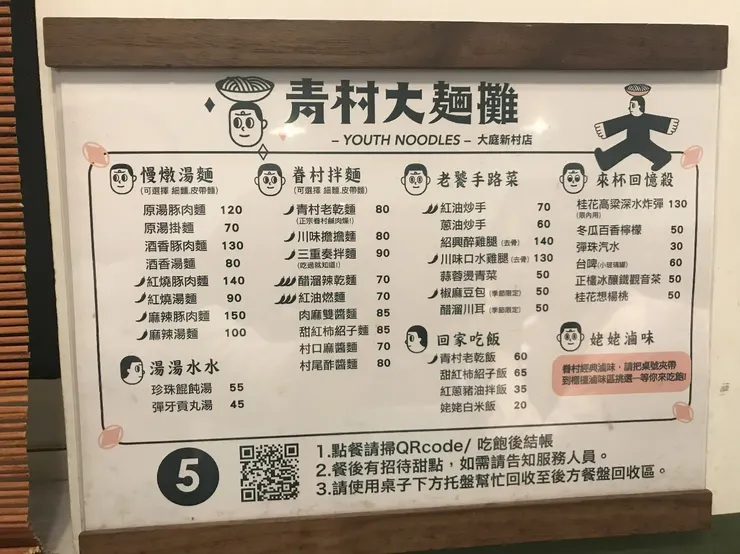 青村大麵攤
– YOUTH NOODLES – 大庭新村店
慢燉湯麵
(可選擇 細麵.皮帶麵)
原湯豚肉麵 120
原湯掛麵 70
酒香豚肉麵 130
酒香湯麵 80
紅燒豚肉麵 140
紅燒湯麵 90
麻辣豚肉麵 150
麻辣湯麵 100
湯湯水水
珍珠餛飩湯 55
彈牙貢丸湯 45
眷村拌麵
(可選擇 細麵.皮帶麵)
青村老乾麵 80
(正宗眷村鹹肉燥!)
川味擔擔麵 80
三重奏拌麵 90
(吃過就知道!)
醋溜辣乾麵 70
紅油燃麵 70
肉麻雙醬麵 85
甜紅柿紹子麵 85
村口麻醬麵 70
村尾酢醬麵 80
老饕手路菜
紅油炒手 70
蔥油炒手 60
紹興醉雞腿 (去骨) 140
川味口水雞腿 (去骨) 130
蒜蓉燙青菜 50
椒麻豆包 (季節限定) 50
醋溜川耳 (季節限定) 50
回家吃飯
青村老乾飯 60
甜紅柿紹子飯 65
紅蔥豬油拌飯 35
姥姥白米飯 20
來杯回憶殺
桂花高梁深水炸彈 130
(限內用)
冬瓜百香檸檬 50
彈珠汽水 30
台啤(小玻璃罐) 60
正欉冰釀鐵觀音茶 50
桂花想楊桃 50
姥姥滷味
眷村經典滷味，請把桌號夾帶
到櫃檯滷味區挑選—等你來吃飽!
5
1.點餐請掃QRcode/ 吃飽後結帳
2.餐後有招待甜點，如需請告知服務人員。
3.請使用桌子下方托盤幫忙回收至後方餐盤回收區。